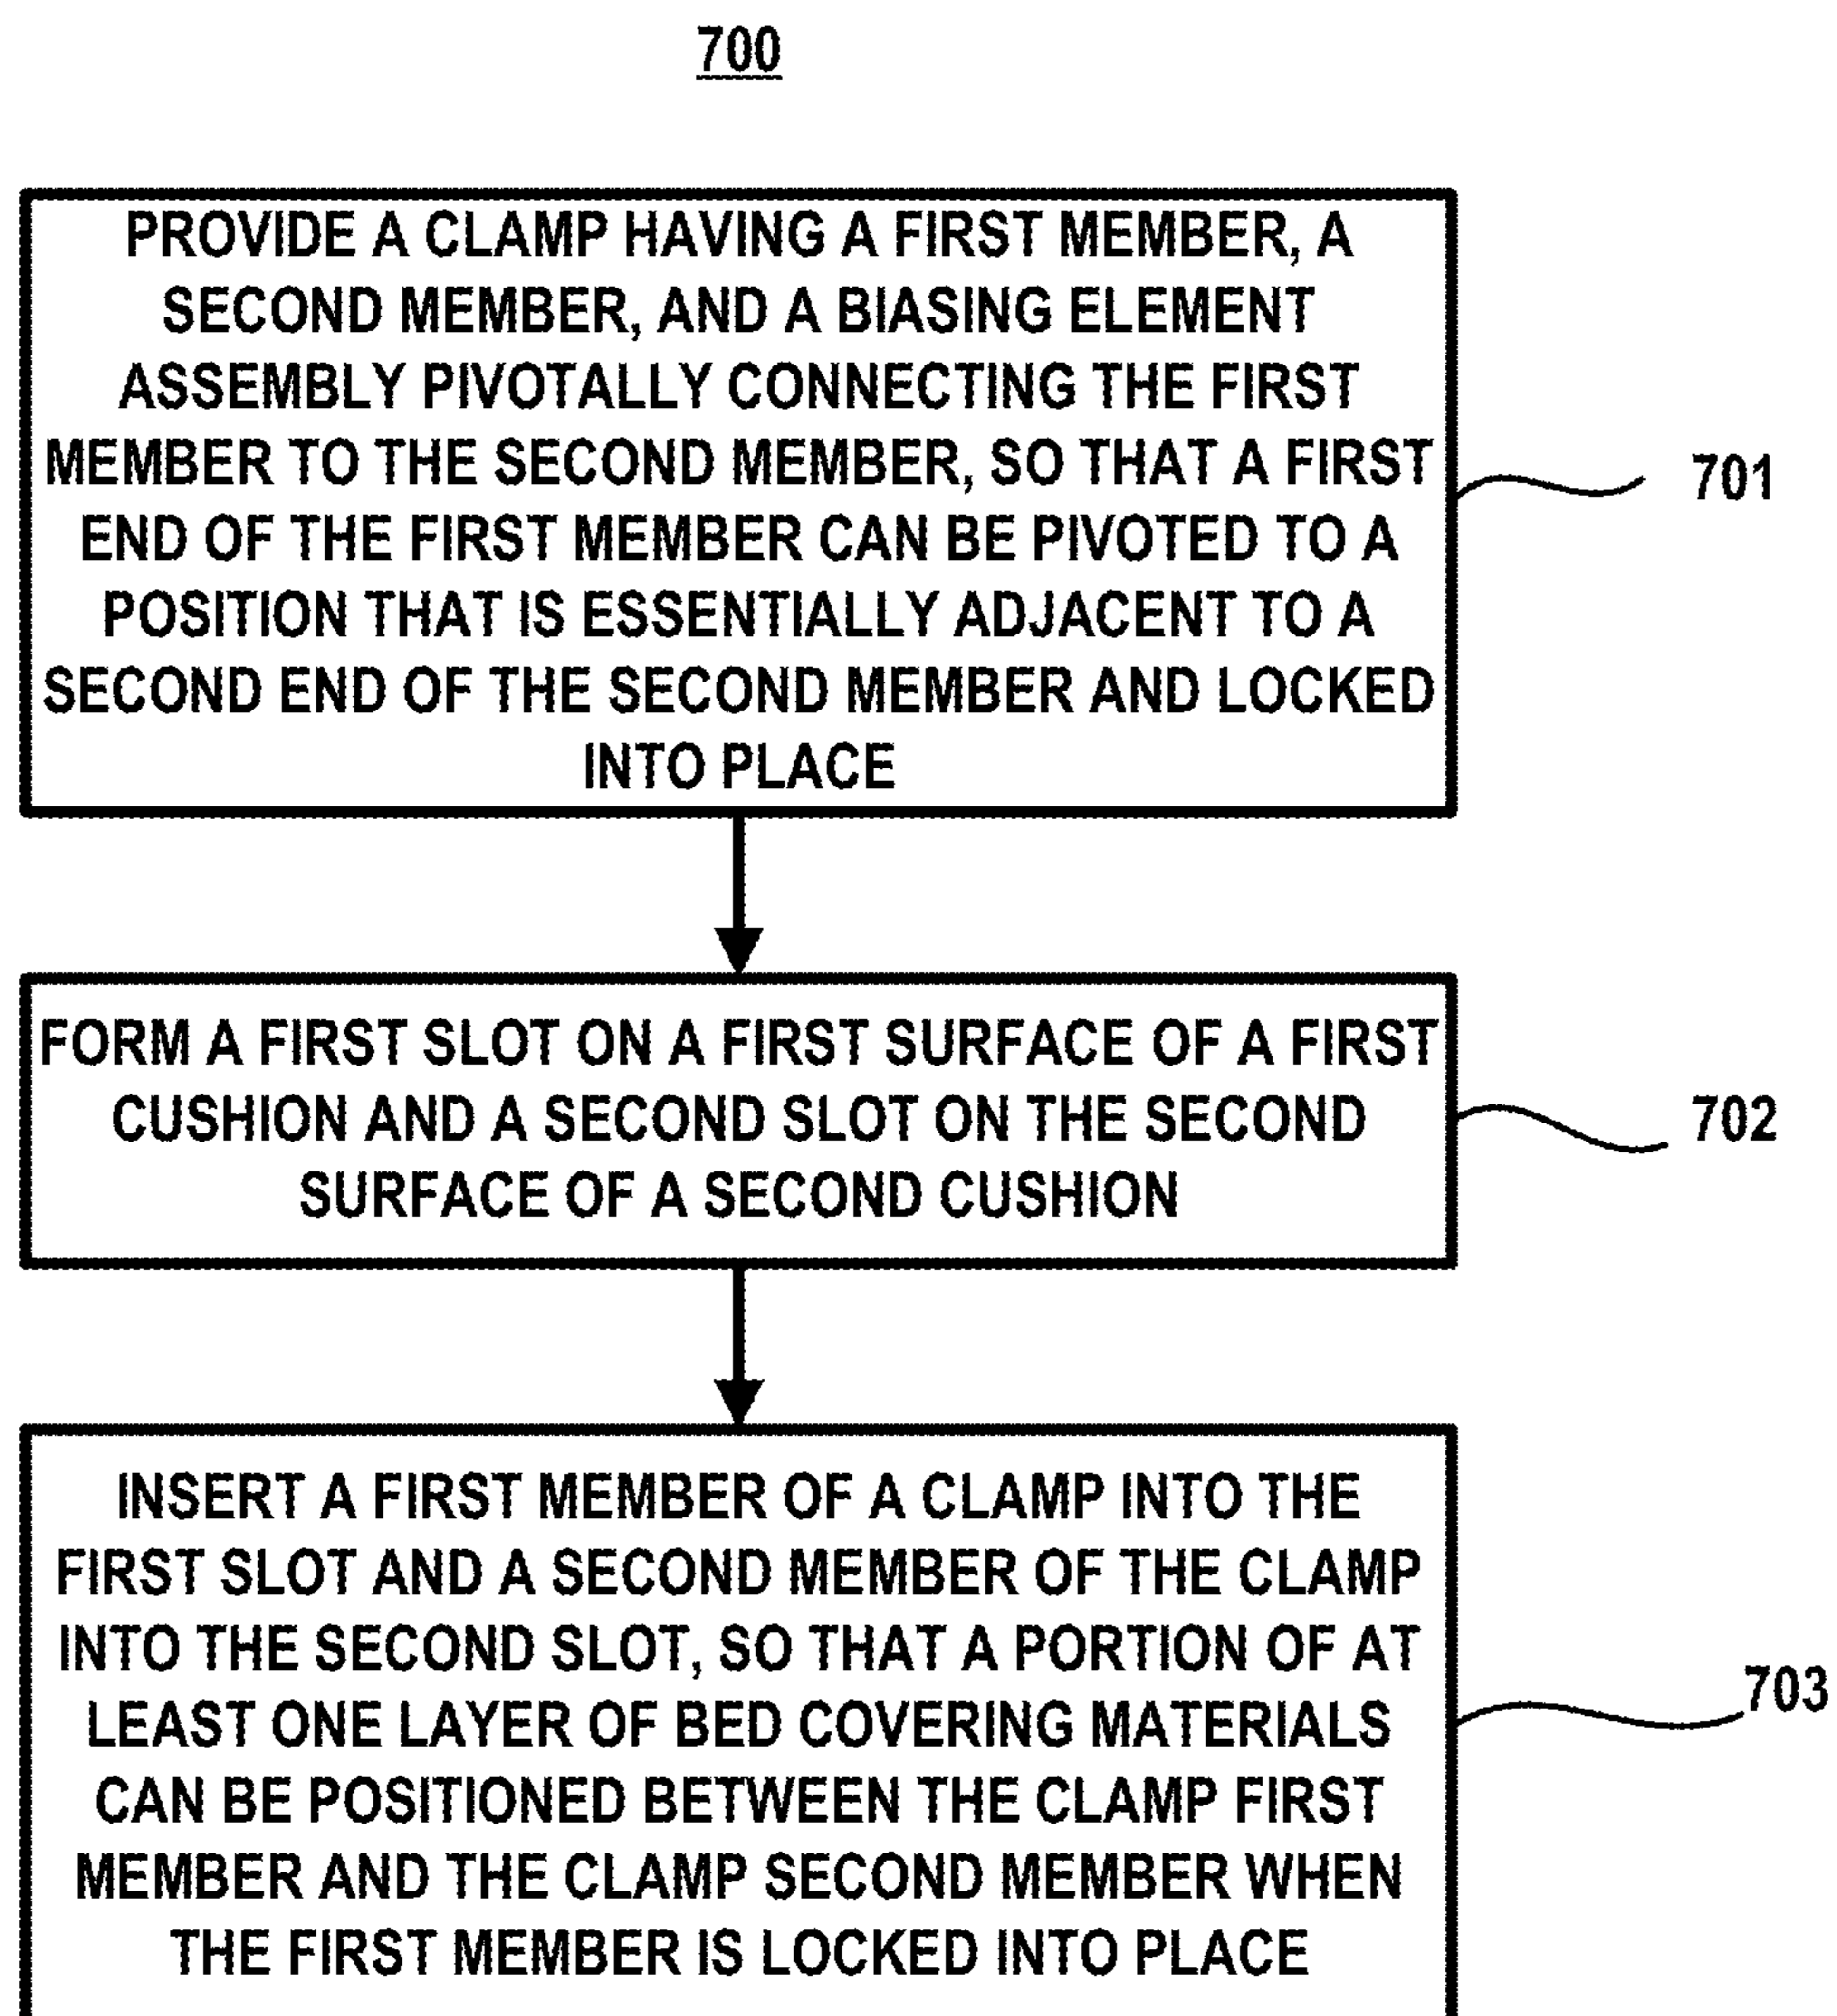 700
PROVIDE A CLAMP HAVING A FIRST MEMBER, A
SECOND MEMBER, AND A BIASING ELEMENT
ASSEMBLY PIVOTALLY CONNECTING THE FIRST
MEMBER TO THE SECOND MEMBER, SO THAT A FIRST
END OF THE FIRST MEMBER CAN BE PIVOTED TO A
POSITION THAT IS ESSENTIALLY ADJACENT TO A
SECOND END OF THE SECOND MEMBER AND LOCKED
INTO PLACE
701
FORM A FIRST SLOT ON A FIRST SURFACE OF A FIRST
CUSHION AND A SECOND SLOT ON THE SECOND
SURFACE OF A SECOND CUSHION
702
INSERT A FIRST MEMBER OF A CLAMP INTO THE
FIRST SLOT AND A SECOND MEMBER OF THE CLAMP
INTO THE SECOND SLOT, SO THAT A PORTION OF AT
LEAST ONE LAYER OF BED COVERING MATERIALS
CAN BE POSITIONED BETWEEN THE CLAMP FIRST
MEMBER AND THE CLAMP SECOND MEMBER WHEN
THE FIRST MEMBER IS LOCKED INTO PLACE
703